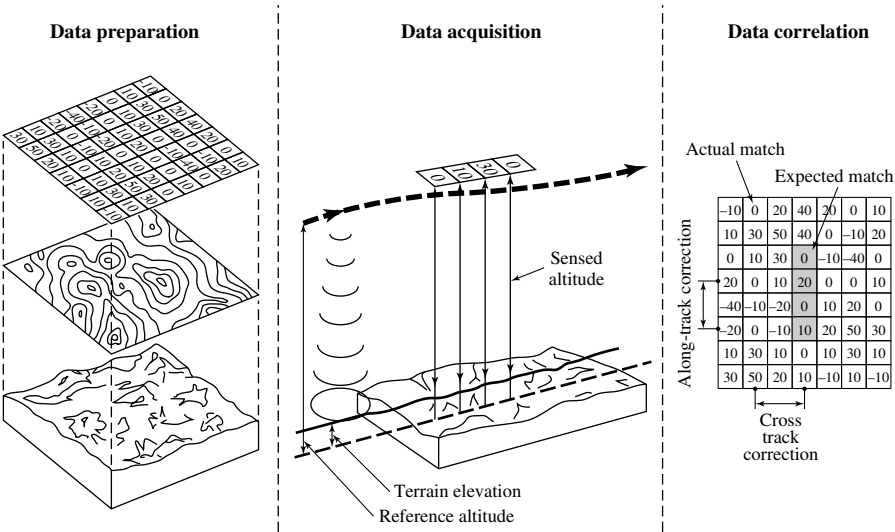 Data preparation
Data acquisition
Data correlation
0 10 30 0
Sensed
altitude
Terrain elevation
Reference altitude
Actual match
Expected match
–10 0 20 40 20 0 10
10 30 50 40 0 –10 20
0 10 30 0 –10 –40 0
20 0 10 20 0 0 10
–40 –10 –20 0 20 20 0
–20 0 –10 10 20 50 30
10 30 10 0 10 30 10
30 50 20 10 –10 10 –10
Along-track correction
Cross
track
correction